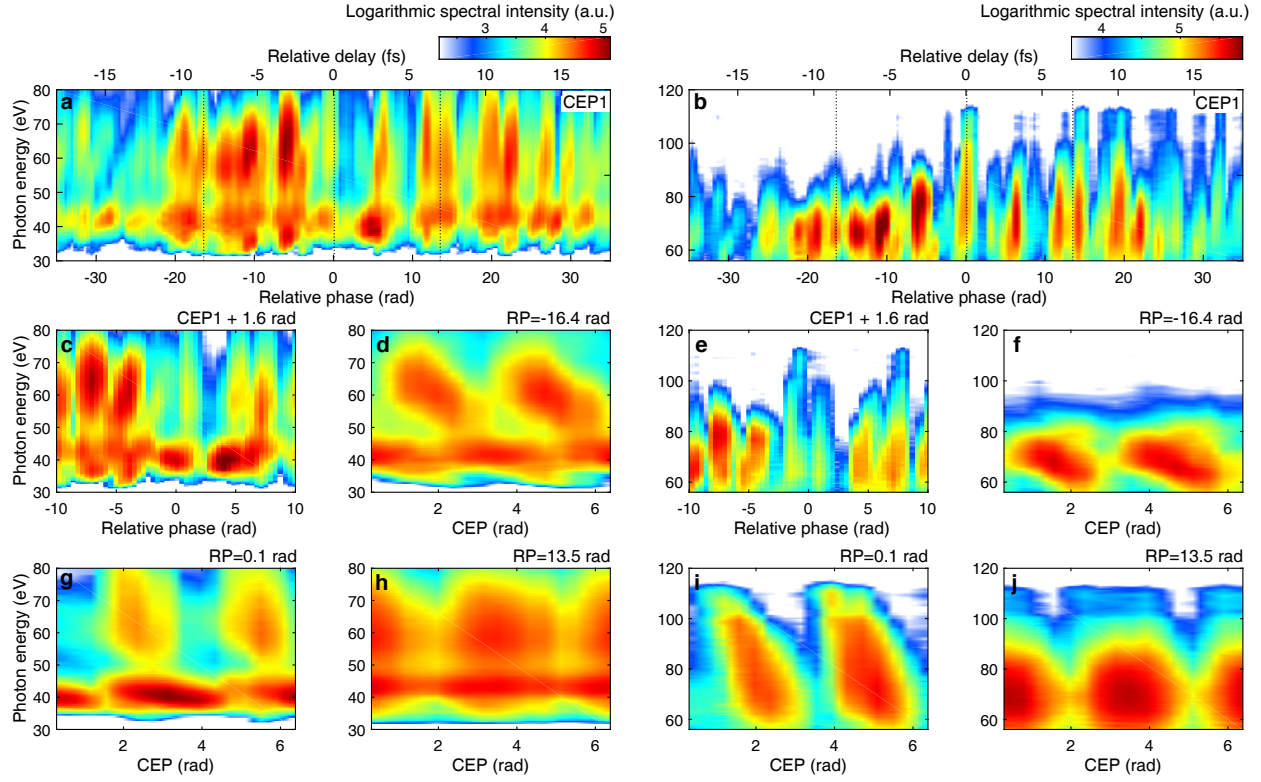 Logarithmic spectral intensity (a.u.)
3 4 5
Relative delay (fs)
-15 -10 -5 0 5 10 15
a
CEP1
Photon energy (eV)
80
70
60
50
40
30
-30 -20 -10 0 10 20 30
Relative phase (rad)
Logarithmic spectral intensity (a.u.)
4 5
Relative delay (fs)
-15 -10 -5 0 5 10 15
b
CEP1
120
100
80
60
-30 -20 -10 0 10 20 30
Relative phase (rad)
CEP1 + 1.6 rad
c
Photon energy (eV)
80
70
60
50
40
30
-10 -5 0 5 10
Relative phase (rad)
RP=-16.4 rad
d
80
70
60
50
40
30
2 4 6
CEP (rad)
CEP1 + 1.6 rad
e
120
100
80
60
-10 -5 0 5 10
Relative phase (rad)
RP=-16.4 rad
f
120
100
80
60
2 4 6
CEP (rad)
RP=0.1 rad
g
Photon energy (eV)
80
70
60
50
40
30
2 4 6
CEP (rad)
RP=13.5 rad
h
80
70
60
50
40
30
2 4 6
CEP (rad)
RP=0.1 rad
i
120
100
80
60
2 4 6
CEP (rad)
RP=13.5 rad
j
120
100
80
60
2 4 6
CEP (rad)